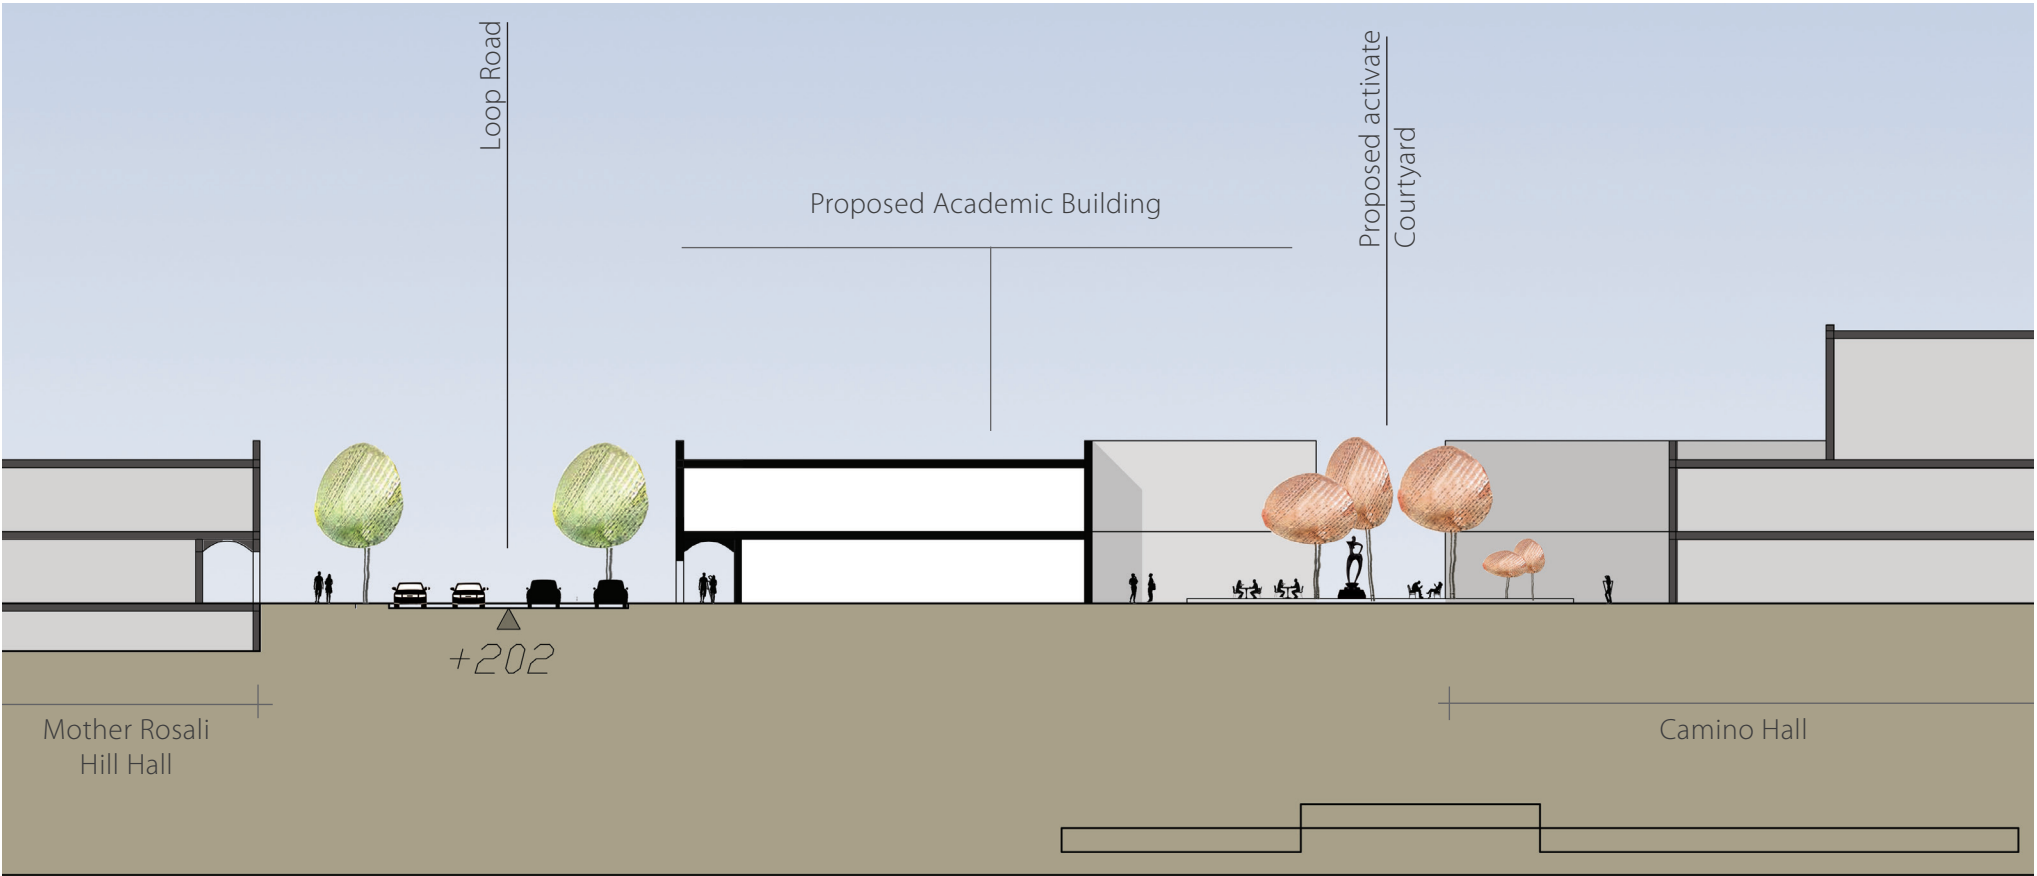 Loop Road
Proposed activate
Courtyard
Proposed Academic Building
+202
Mother Rosali
Hill Hall
Camino Hall